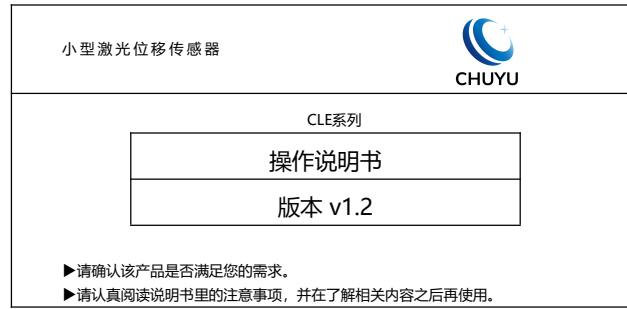 小型激光位移传感器
CHUYU
CLE系列
操作说明书
版本 v1.2
▶请确认该产品是否满足您的需求。
▶请认真阅读说明书里的注意事项，并在了解相关内容之后再使用。